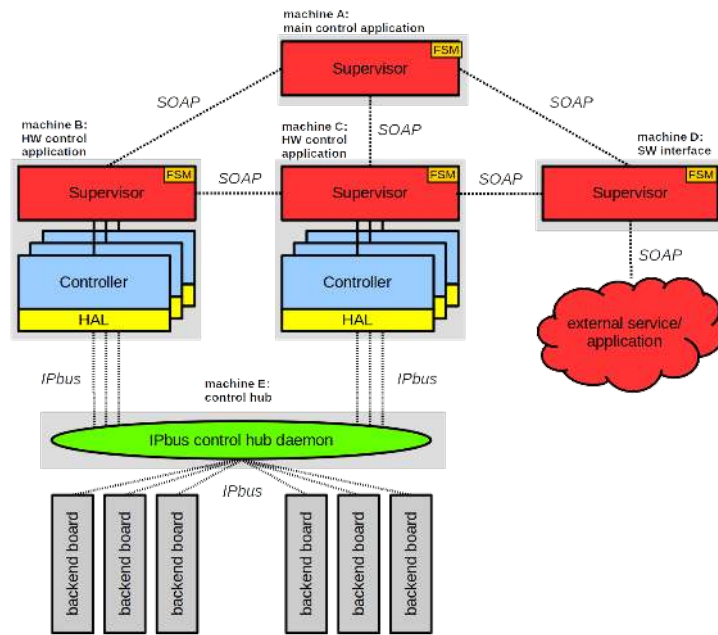 machine A:
main control application
FSM
Supervisor
SOAP
SOAP
machine B:
HW control
application
machine C:
HW control
application
SOAP
machine D:
SW interface
FSM
Supervisor
SOAP
FSM
Supervisor
SOAP
FSM
Supervisor
Controller
HAL
Controller
HAL
SOAP
external service/
application
IPbus
machine E:
control hub
IPbus
IPbus control hub daemon
IPbus
backend board
backend board
backend board
backend board
backend board
backend board